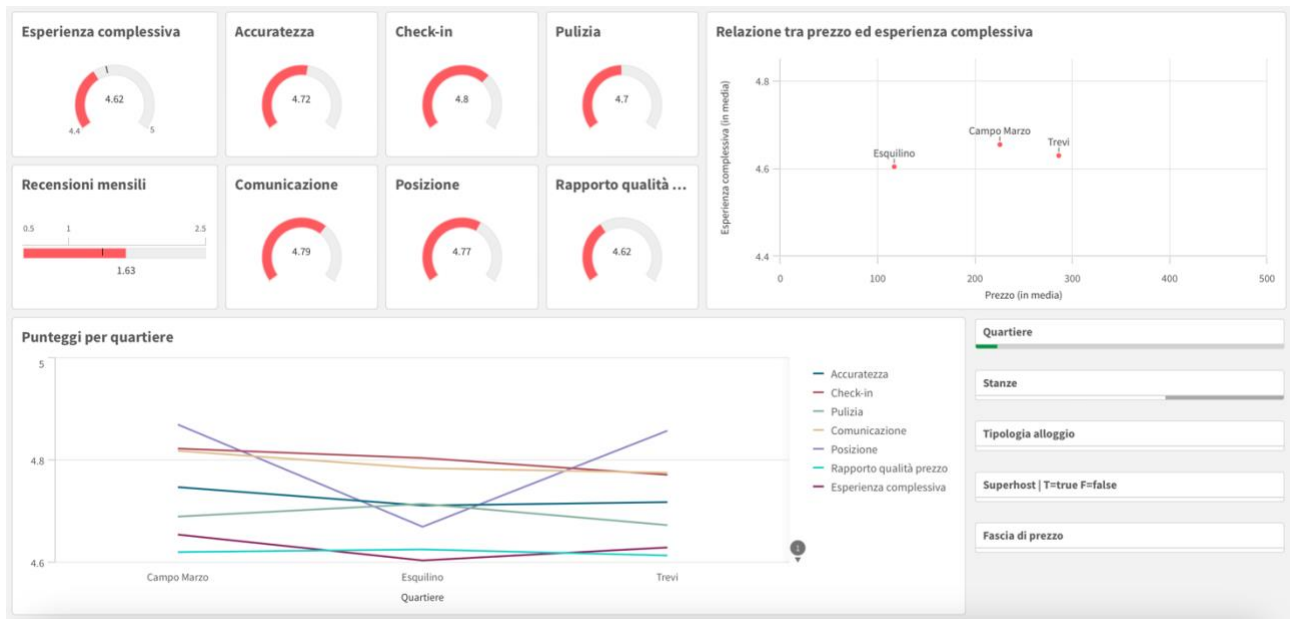 Esperienza complessiva
4.62
4.4
5
Accuratezza
4.72
Check-in
4.8
Pulizia
4.7
Relazione tra prezzo ed esperienza complessiva
Esperienza complessiva (in media)
4.8
4.6
4.4
Esquilino
Campo Marzo
Trevi
0
100
200
300
400
500
Prezzo (in media)
Recensioni mensili
0.5
1
2.5
1.63
Comunicazione
4.79
Posizione
4.77
Rapporto qualità ...
4.62
Punteggi per quartiere
5
4.8
4.6
Campo Marzo
Esquilino
Trevi
Quartiere
Accuratezza
Check-in
Pulizia
Comunicazione
Posizione
Rapporto qualità prezzo
Esperienza complessiva
1
Quartiere
Stanze
Tipologia alloggio
Superhost | T=true F=false
Fascia di prezzo